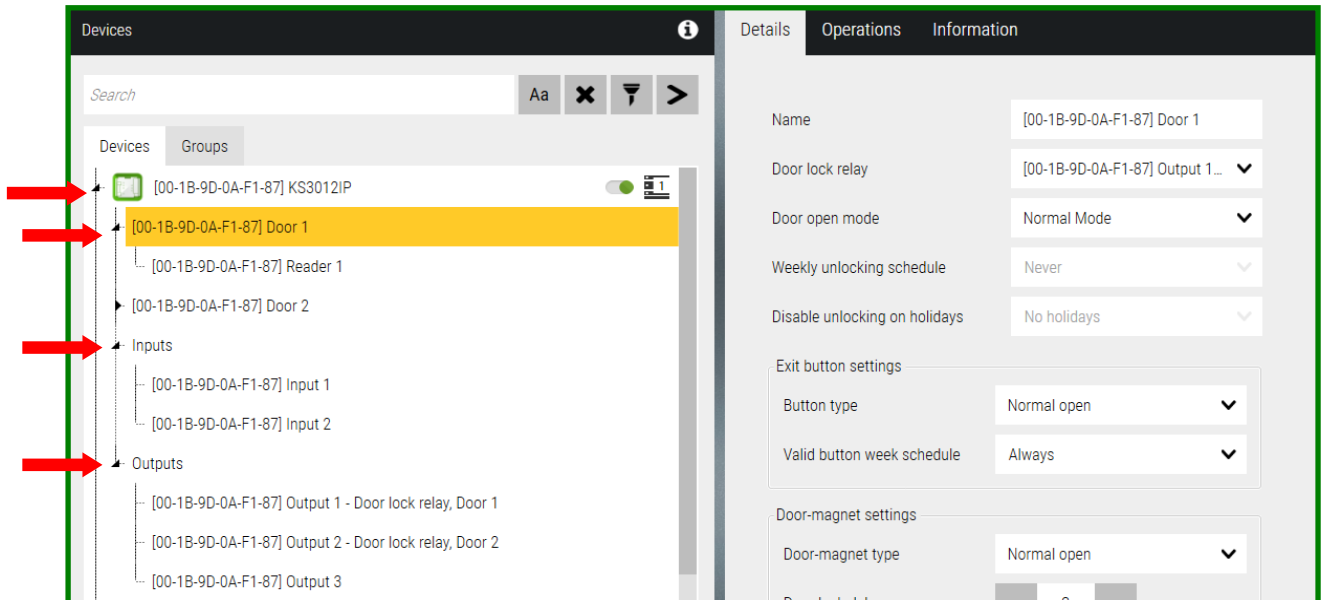 Devices
Search
Aa
Devices Groups
[00-1B-9D-0A-F1-87] KS3012IP
1
[00-1B-9D-0A-F1-87] Door 1
[00-1B-9D-0A-F1-87] Reader 1
[00-1B-9D-0A-F1-87] Door 2
Inputs
[00-1B-9D-0A-F1-87] Input 1
[00-1B-9D-0A-F1-87] Input 2
Outputs
[00-1B-9D-0A-F1-87] Output 1 - Door lock relay, Door 1
[00-1B-9D-0A-F1-87] Output 2 - Door lock relay, Door 2
[00-1B-9D-0A-F1-87] Output 3
Details Operations Information
Name [00-1B-9D-0A-F1-87] Door 1
Door lock relay [00-1B-9D-0A-F1-87] Output 1...
Door open mode Normal Mode
Weekly unlocking schedule Never
Disable unlocking on holidays No holidays
Exit button settings
Button type Normal open
Valid button week schedule Always
Door-magnet settings
Door-magnet type Normal open